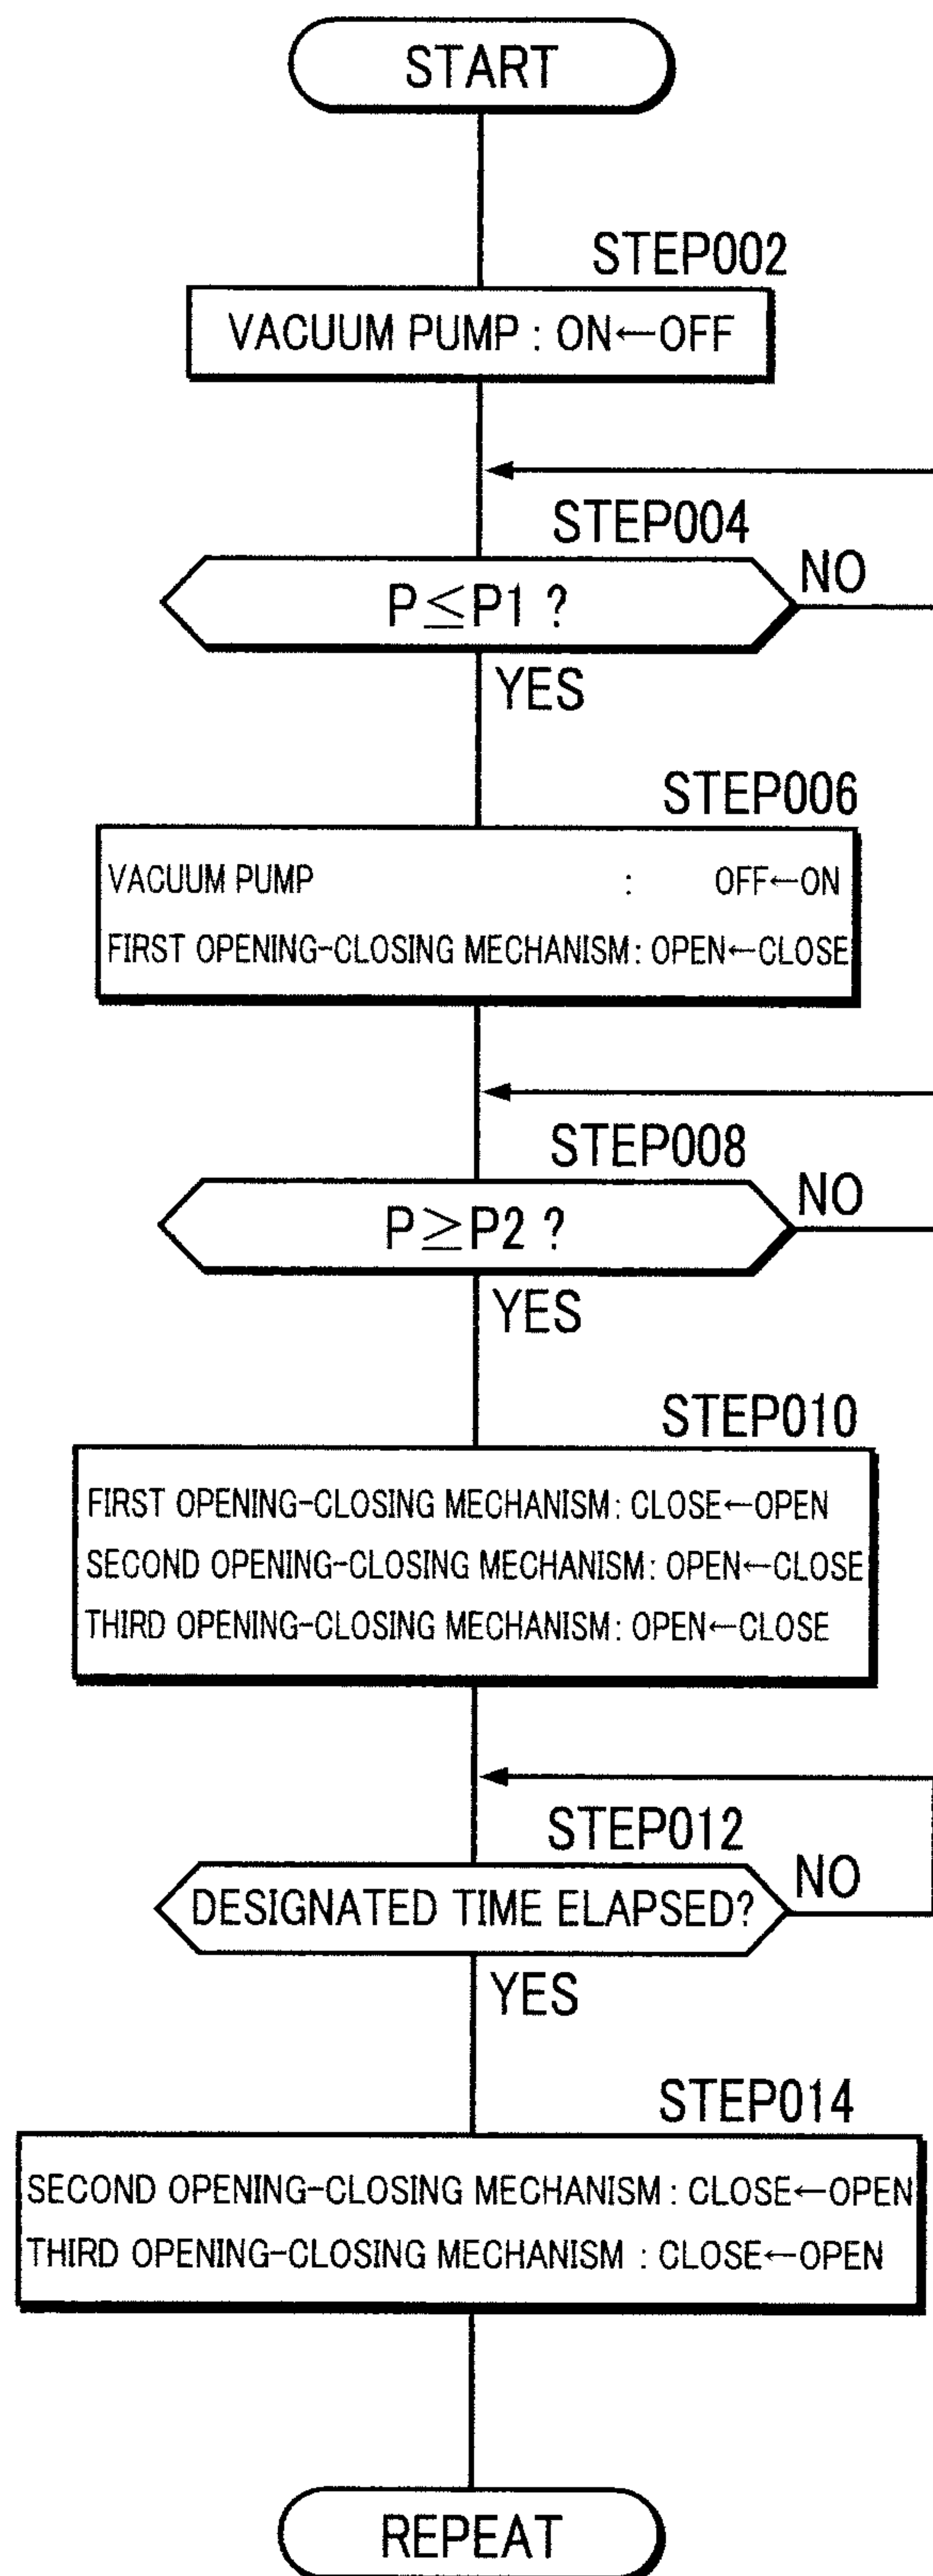 START
STEP002
VACUUM PUMP : ON←OFF
STEP004
P≦P1 ?
NO
YES
STEP006
VACUUM PUMP : OFF←ON
FIRST OPENING-CLOSING MECHANISM: OPEN←CLOSE
STEP008
P≧P2 ?
NO
YES
STEP010
FIRST OPENING-CLOSING MECHANISM: CLOSE←OPEN
SECOND OPENING-CLOSING MECHANISM: OPEN←CLOSE
THIRD OPENING-CLOSING MECHANISM: OPEN←CLOSE
STEP012
DESIGNATED TIME ELAPSED?
NO
YES
STEP014
SECOND OPENING-CLOSING MECHANISM : CLOSE←OPEN
THIRD OPENING-CLOSING MECHANISM : CLOSE←OPEN
REPEAT